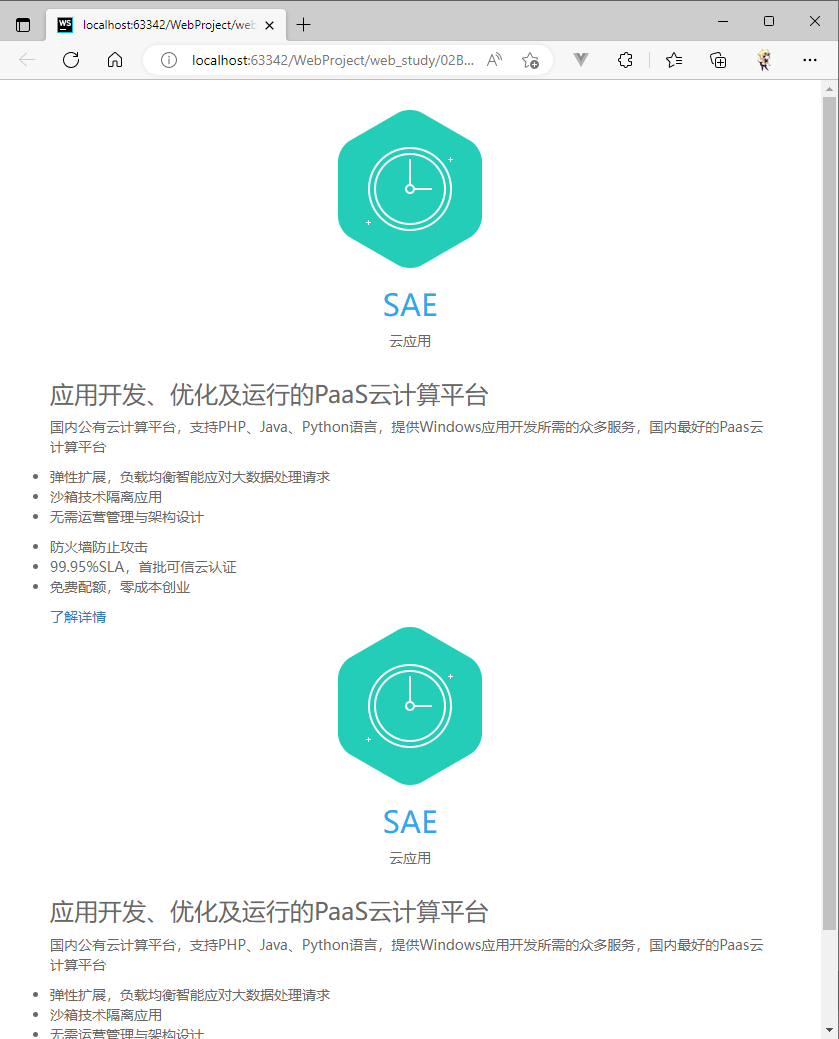 WS localhost:63342/WebProject/web
localhost:63342/WebProject/web_study/02B...
SAE
云应用
应用开发、优化及运行的PaaS云计算平台
国内公有云计算平台，支持PHP、Java、Python语言，提供Windows应用开发所需的众多服务，国内最好的Paas云
计算平台
弹性扩展，负载均衡智能应对大数据处理请求
沙箱技术隔离应用
无需运营管理与架构设计
防火墙防止攻击
99.95%SLA，首批可信云认证
免费配额，零成本创业
了解详情
SAE
云应用
应用开发、优化及运行的PaaS云计算平台
国内公有云计算平台，支持PHP、Java、Python语言，提供Windows应用开发所需的众多服务，国内最好的Paas云
计算平台
弹性扩展，负载均衡智能应对大数据处理请求
沙箱技术隔离应用
无需运营管理与架构设计